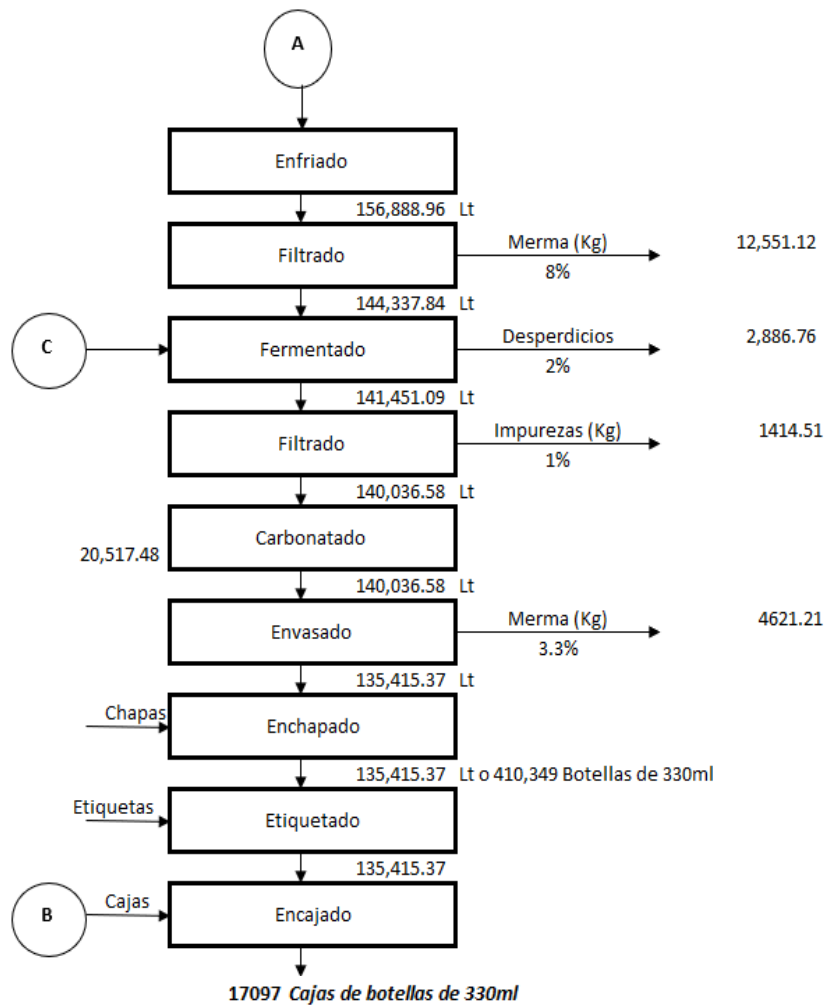 A
Enfriado
156,888.96 Lt
Filtrado
Merma (Kg)
8%
12,551.12
144,337.84 Lt
C
Fermentado
Desperdicios
2%
2,886.76
141,451.09 Lt
Filtrado
Impurezas (Kg)
1%
1414.51
140,036.58 Lt
Carbonatado
20,517.48
140,036.58 Lt
Envasado
Merma (Kg)
3.3%
4621.21
135,415.37 Lt
Chapas
Enchapado
135,415.37 Lt o 410,349 Botellas de 330ml
Etiquetas
Etiquetado
135,415.37
B
Cajas
Encajado
17097 Cajas de botellas de 330ml